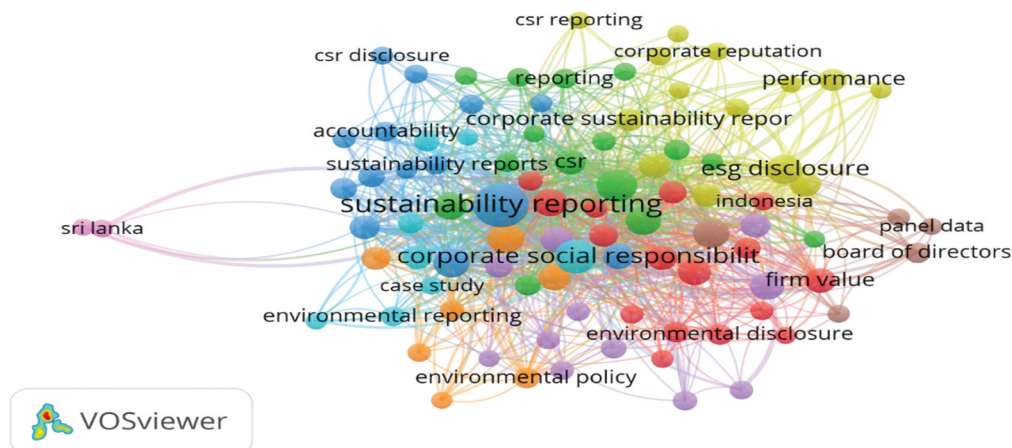 csr reporting
corporate reputation
csr disclosure
reporting
performance
corporate sustainability repor
accountability
sustainability reports
csr
esg disclosure
sustainability reporting
indonesia
sri lanka
panel data
corporate social responsibilit
board of directors
case study
firm value
environmental reporting
environmental disclosure
environmental policy
VOSviewer